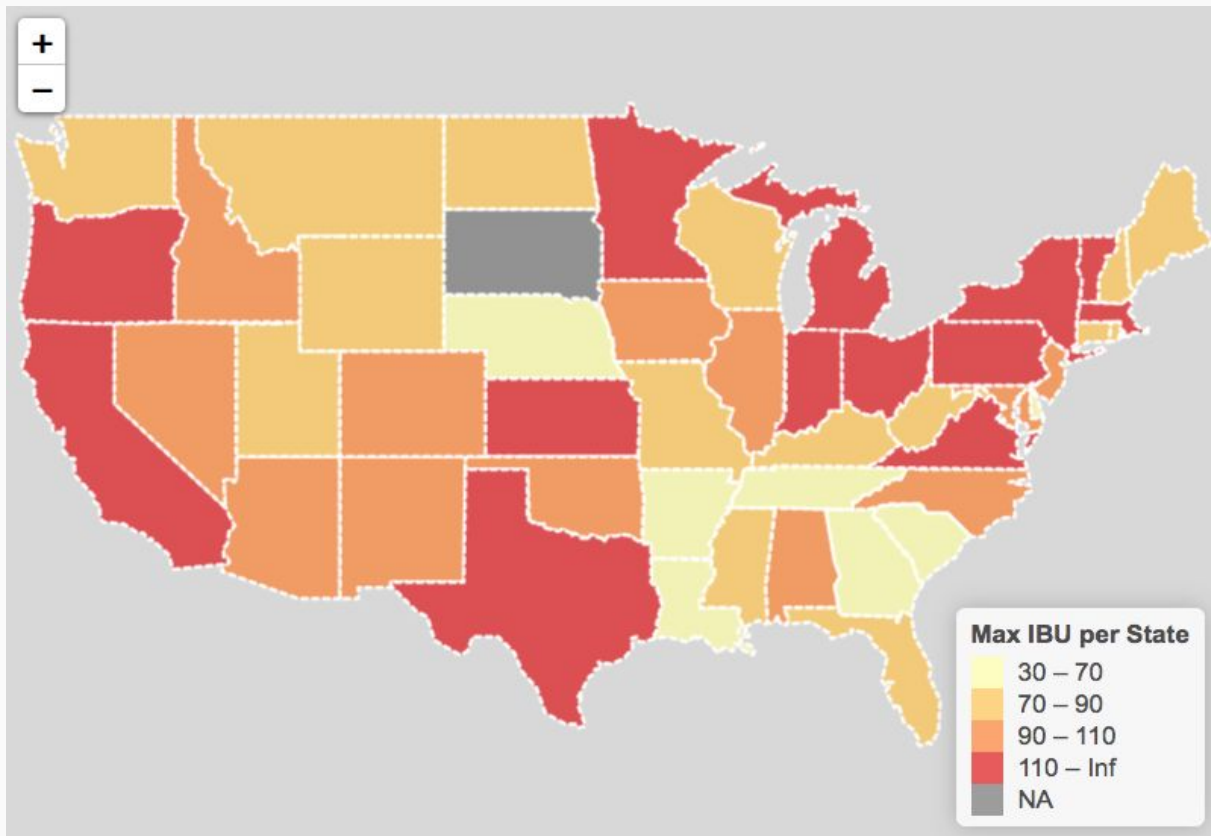 +
−
Max IBU per State
30 – 70
70 – 90
90 – 110
110 – Inf
NA